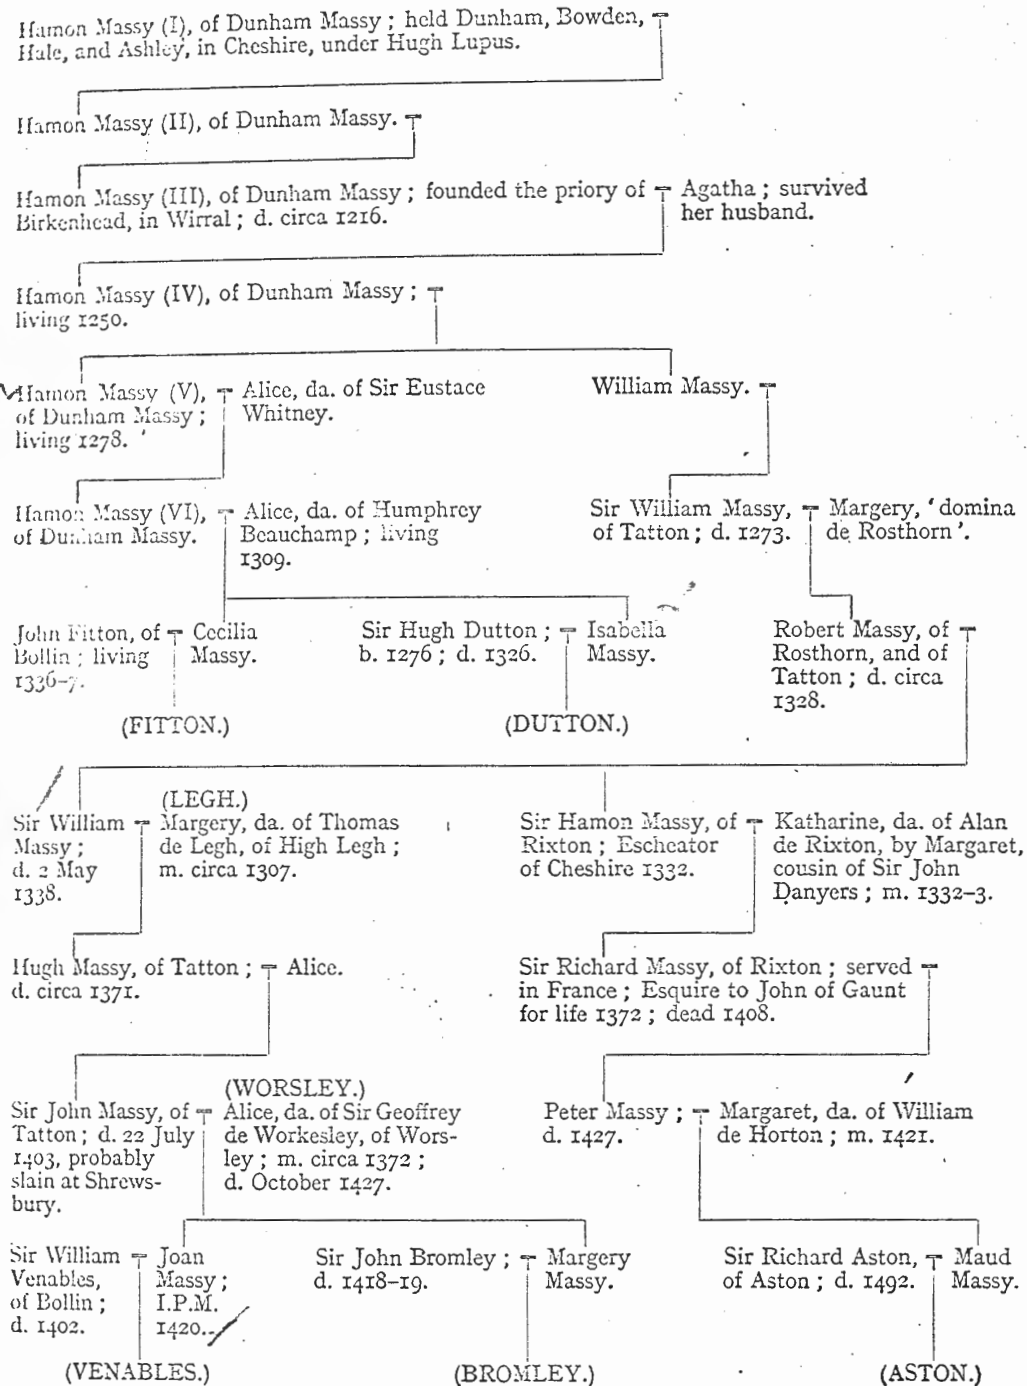 Hamon Massy (I), of Dunham Massy ; held Dunham, Bowden,
Hale, and Ashley, in Cheshire, under Hugh Lupus.
Hamon Massy (II), of Dunham Massy.
Hamon Massy (III), of Dunham Massy ; founded the priory of
Birkenhead, in Wirral ; d. circa 1216.
Agatha ; survived
her husband.
Hamon Massy (IV), of Dunham Massy ;
living 1250.
Hamon Massy (V),
of Dunham Massy ;
living 1278.
Alice, da. of Sir Eustace
Whitney.
William Massy.
Hamon Massy (VI),
of Dunham Massy.
Alice, da. of Humphrey
Beauchamp ; living
1309.
Sir William Massy,
of Tatton ; d. 1273.
Margery, ‘ domina
de Rosthorn ’.
John Fitton, of
Bollin ; living
1336–7.
Cecilia
Massy.
Sir Hugh Dutton ;
b. 1276 ; d. 1326.
Isabella
Massy.
Robert Massy, of
Rosthorn, and of
Tatton ; d. circa
1328.
(FITTON.)
(DUTTON.)
Sir William
Massy ;
d. 2 May
1338.
(LEGH.)
Margery, da. of Thomas
de Legh, of High Legh ;
m. circa 1307.
Sir Hamon Massy, of
Rixton ; Escheator
of Cheshire 1332.
Katharine, da. of Alan
de Rixton, by Margaret,
cousin of Sir John
Danyers ; m. 1332–3.
Hugh Massy, of Tatton ;
d. circa 1371.
Alice.
Sir Richard Massy, of Rixton ; served
in France ; Esquire to John of Gaunt
for life 1372 ; dead 1408.
Sir John Massy, of
Tatton ; d. 22 July
1403, probably
slain at Shrews-
bury.
(WORSLEY.)
Alice, da. of Sir Geoffrey
de Workesley, of Wors-
ley ; m. circa 1372 ;
d. October 1427.
Peter Massy ;
d. 1427.
Margaret, da. of William
de Horton ; m. 1421.
Sir William
Venables,
of Bollin ;
d. 1402.
Joan
Massy ;
I.P.M.
1420.
Sir John Bromley ;
d. 1418–19.
Margery
Massy.
Sir Richard Aston,
of Aston ; d. 1492.
Maud
Massy.
(VENABLES.)
(BROMLEY.)
(ASTON.)